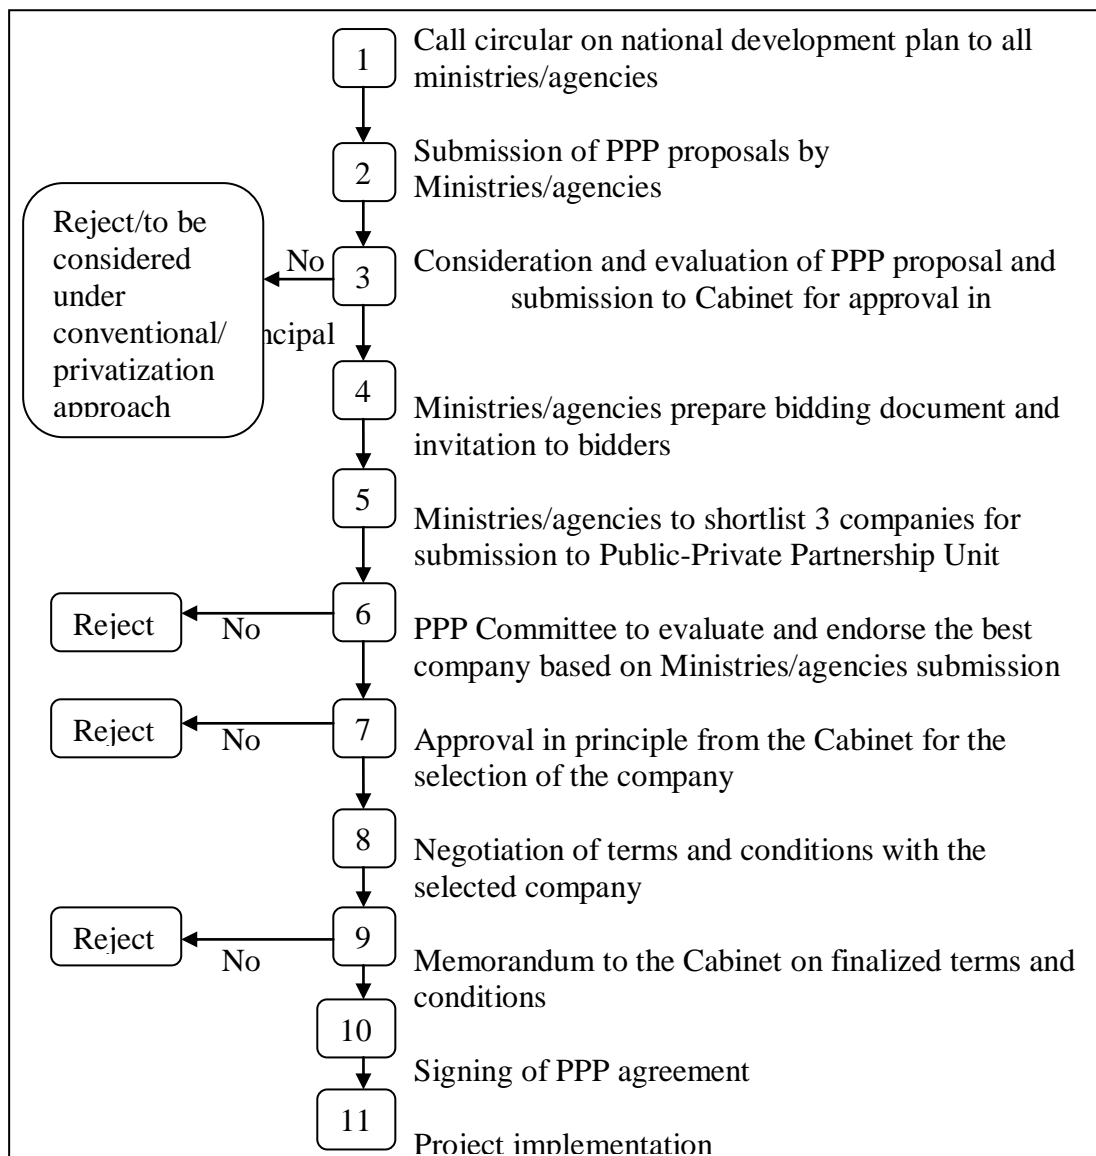 1
Call circular on national development plan to all
ministries/agencies
2
Submission of PPP proposals by
Ministries/agencies
Reject/to be
considered
under
conventional/
privatization
approach
No
3
Consideration and evaluation of PPP proposal and
submission to Cabinet for approval in
ncipal
4
Ministries/agencies prepare bidding document and
invitation to bidders
5
Ministries/agencies to shortlist 3 companies for
submission to Public-Private Partnership Unit
Reject
No
6
PPP Committee to evaluate and endorse the best
company based on Ministries/agencies submission
Reject
No
7
Approval in principle from the Cabinet for the
selection of the company
8
Negotiation of terms and conditions with the
selected company
Reject
No
9
Memorandum to the Cabinet on finalized terms and
conditions
10
Signing of PPP agreement
11
Project implementation